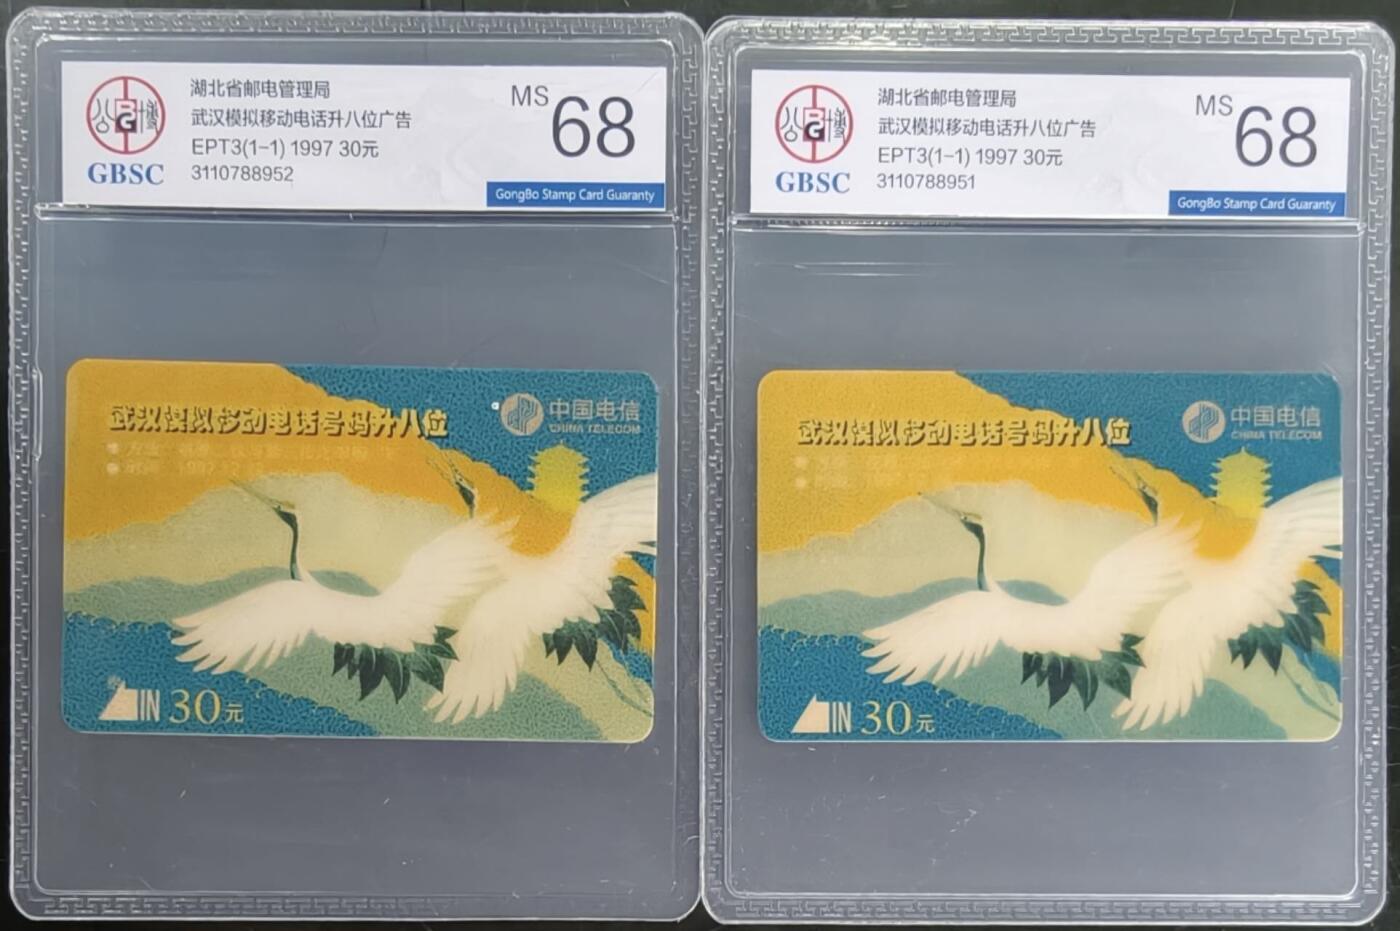 湖北省邮电管理局
武汉模拟移动电话升八位广告
EPT3(1-1) 1997 30元
3110788952
MS 68
公博
BG
GBSC
GongBo Stamp Card Guaranty
武汉模拟移动电话号码升八位
中国电信
CHINA TELECOM
IN 30元
湖北省邮电管理局
武汉模拟移动电话升八位广告
EPT3(1-1) 1997 30元
3110788951
MS 68
公博
BG
GBSC
GongBo Stamp Card Guaranty
武汉模拟移动电话号码升八位
中国电信
CHINA TELECOM
IN 30元